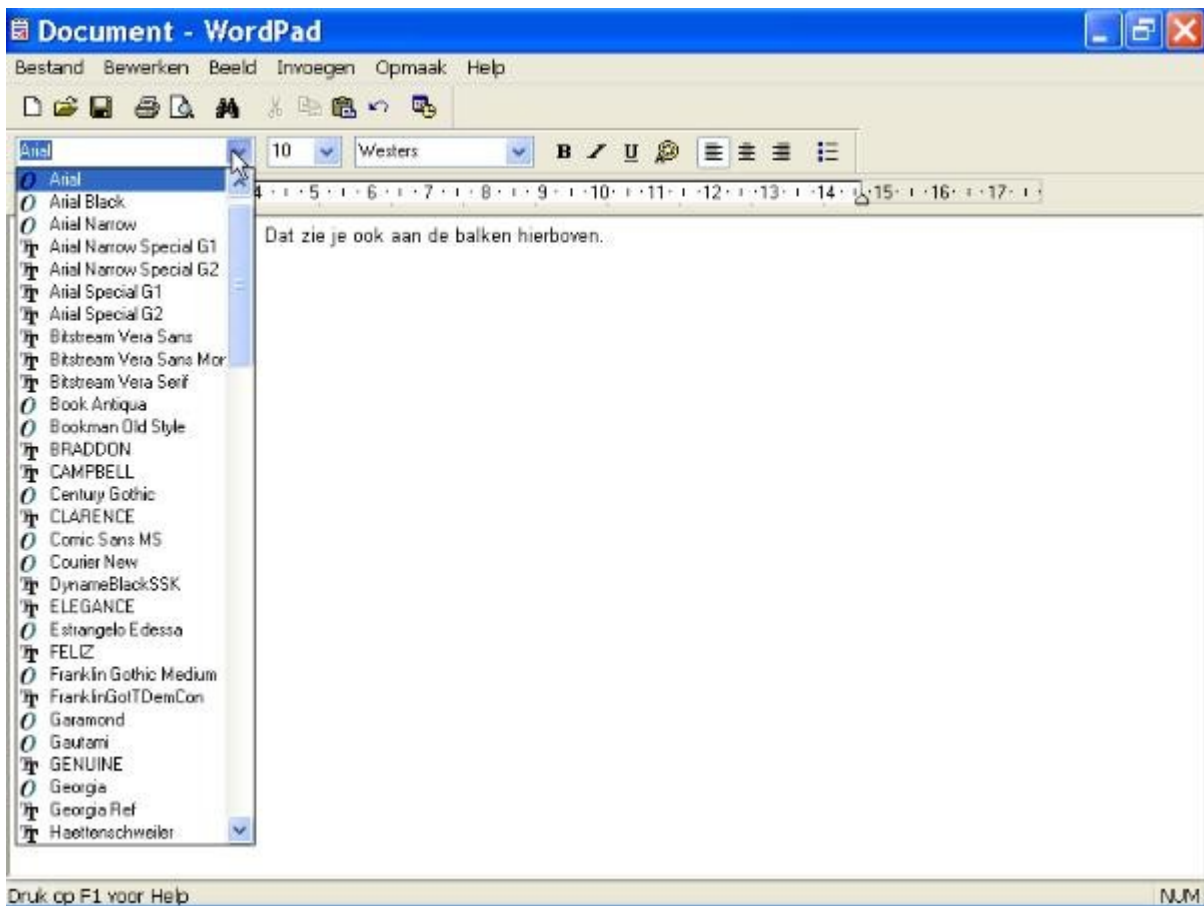 Document - WordPad
Bestand Bewerken Beeld Invoegen Opmaak Help
Arial 10 Westers B I U
4 5 6 7 8 9 10 11 12 13 14 15 16 17
Dat zie je ook aan de balken hierboven.
Arial
Arial Black
Arial Narrow
Arial Narrow Special G1
Arial Narrow Special G2
Arial Special G1
Arial Special G2
Bitstream Vera Sans
Bitstream Vera Sans Mor
Bitstream Vera Serif
Book Antiqua
Bookman Old Style
BRADDON
CAMPBELL
Century Gothic
CLARENCE
Comic Sans MS
Courier New
DynameBlackSSK
ELEGANCE
Estrangelo Edessa
FELIZ
Franklin Gothic Medium
FranklinGotTDemCon
Garamond
Gautami
GENUINE
Georgia
Georgia Ref
Haettenschweiler
Druk op F1 voor Help NUM